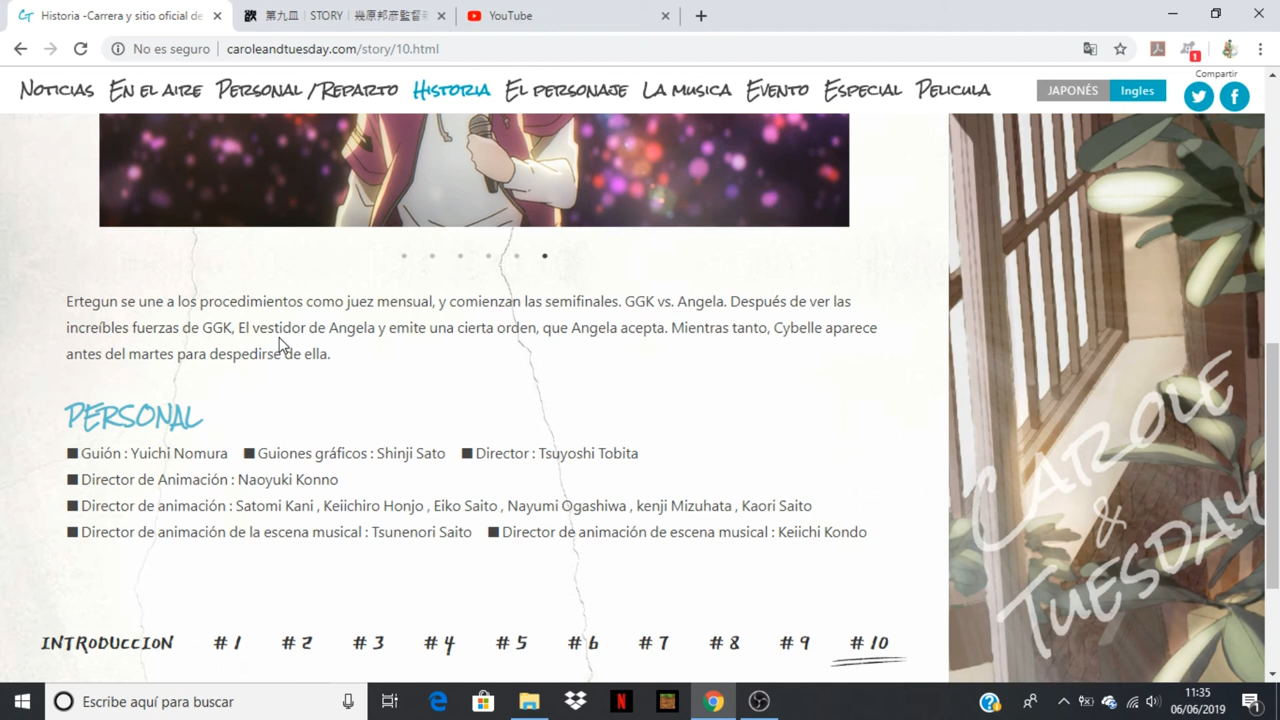 Historia -Carrera y sitio oficial de
第九皿 | STORY | 幾原邦彦監督
YouTube
No es seguro
caroleandtuesday.com/story/10.html
NOTICIAS EN EL AIRE PERSONAL /REPARTO HISTORIA EL PERSONAJE LA MUSICA EVENTO ESPECIAL PELICULA
JAPONÉS Ingles
Compartir
Ertegun se une a los procedimientos como juez mensual, y comienzan las semifinales. GGK vs. Angela. Después de ver las
increíbles fuerzas de GGK, El vestidor de Angela y emite una cierta orden, que Angela acepta. Mientras tanto, Cybelle aparece
antes del martes para despedirse de ella.
PERSONAL
■ Guión : Yuichi Nomura ■ Guiones gráficos : Shinji Sato ■ Director : Tsuyoshi Tobita
■ Director de Animación : Naoyuki Konno
■ Director de animación : Satomi Kani , Keiichiro Honjo , Eiko Saito , Nayumi Ogashiwa , kenji Mizuhata , Kaori Saito
■ Director de animación de la escena musical : Tsunenori Saito ■ Director de animación de escena musical : Keiichi Kondo
INTRODUCCION # 1 # 2 # 3 # 4 # 5 # 6 # 7 # 8 # 9 # 10
CAROLE
&
TUESDAY
Escribe aquí para buscar
11:35
06/06/2019